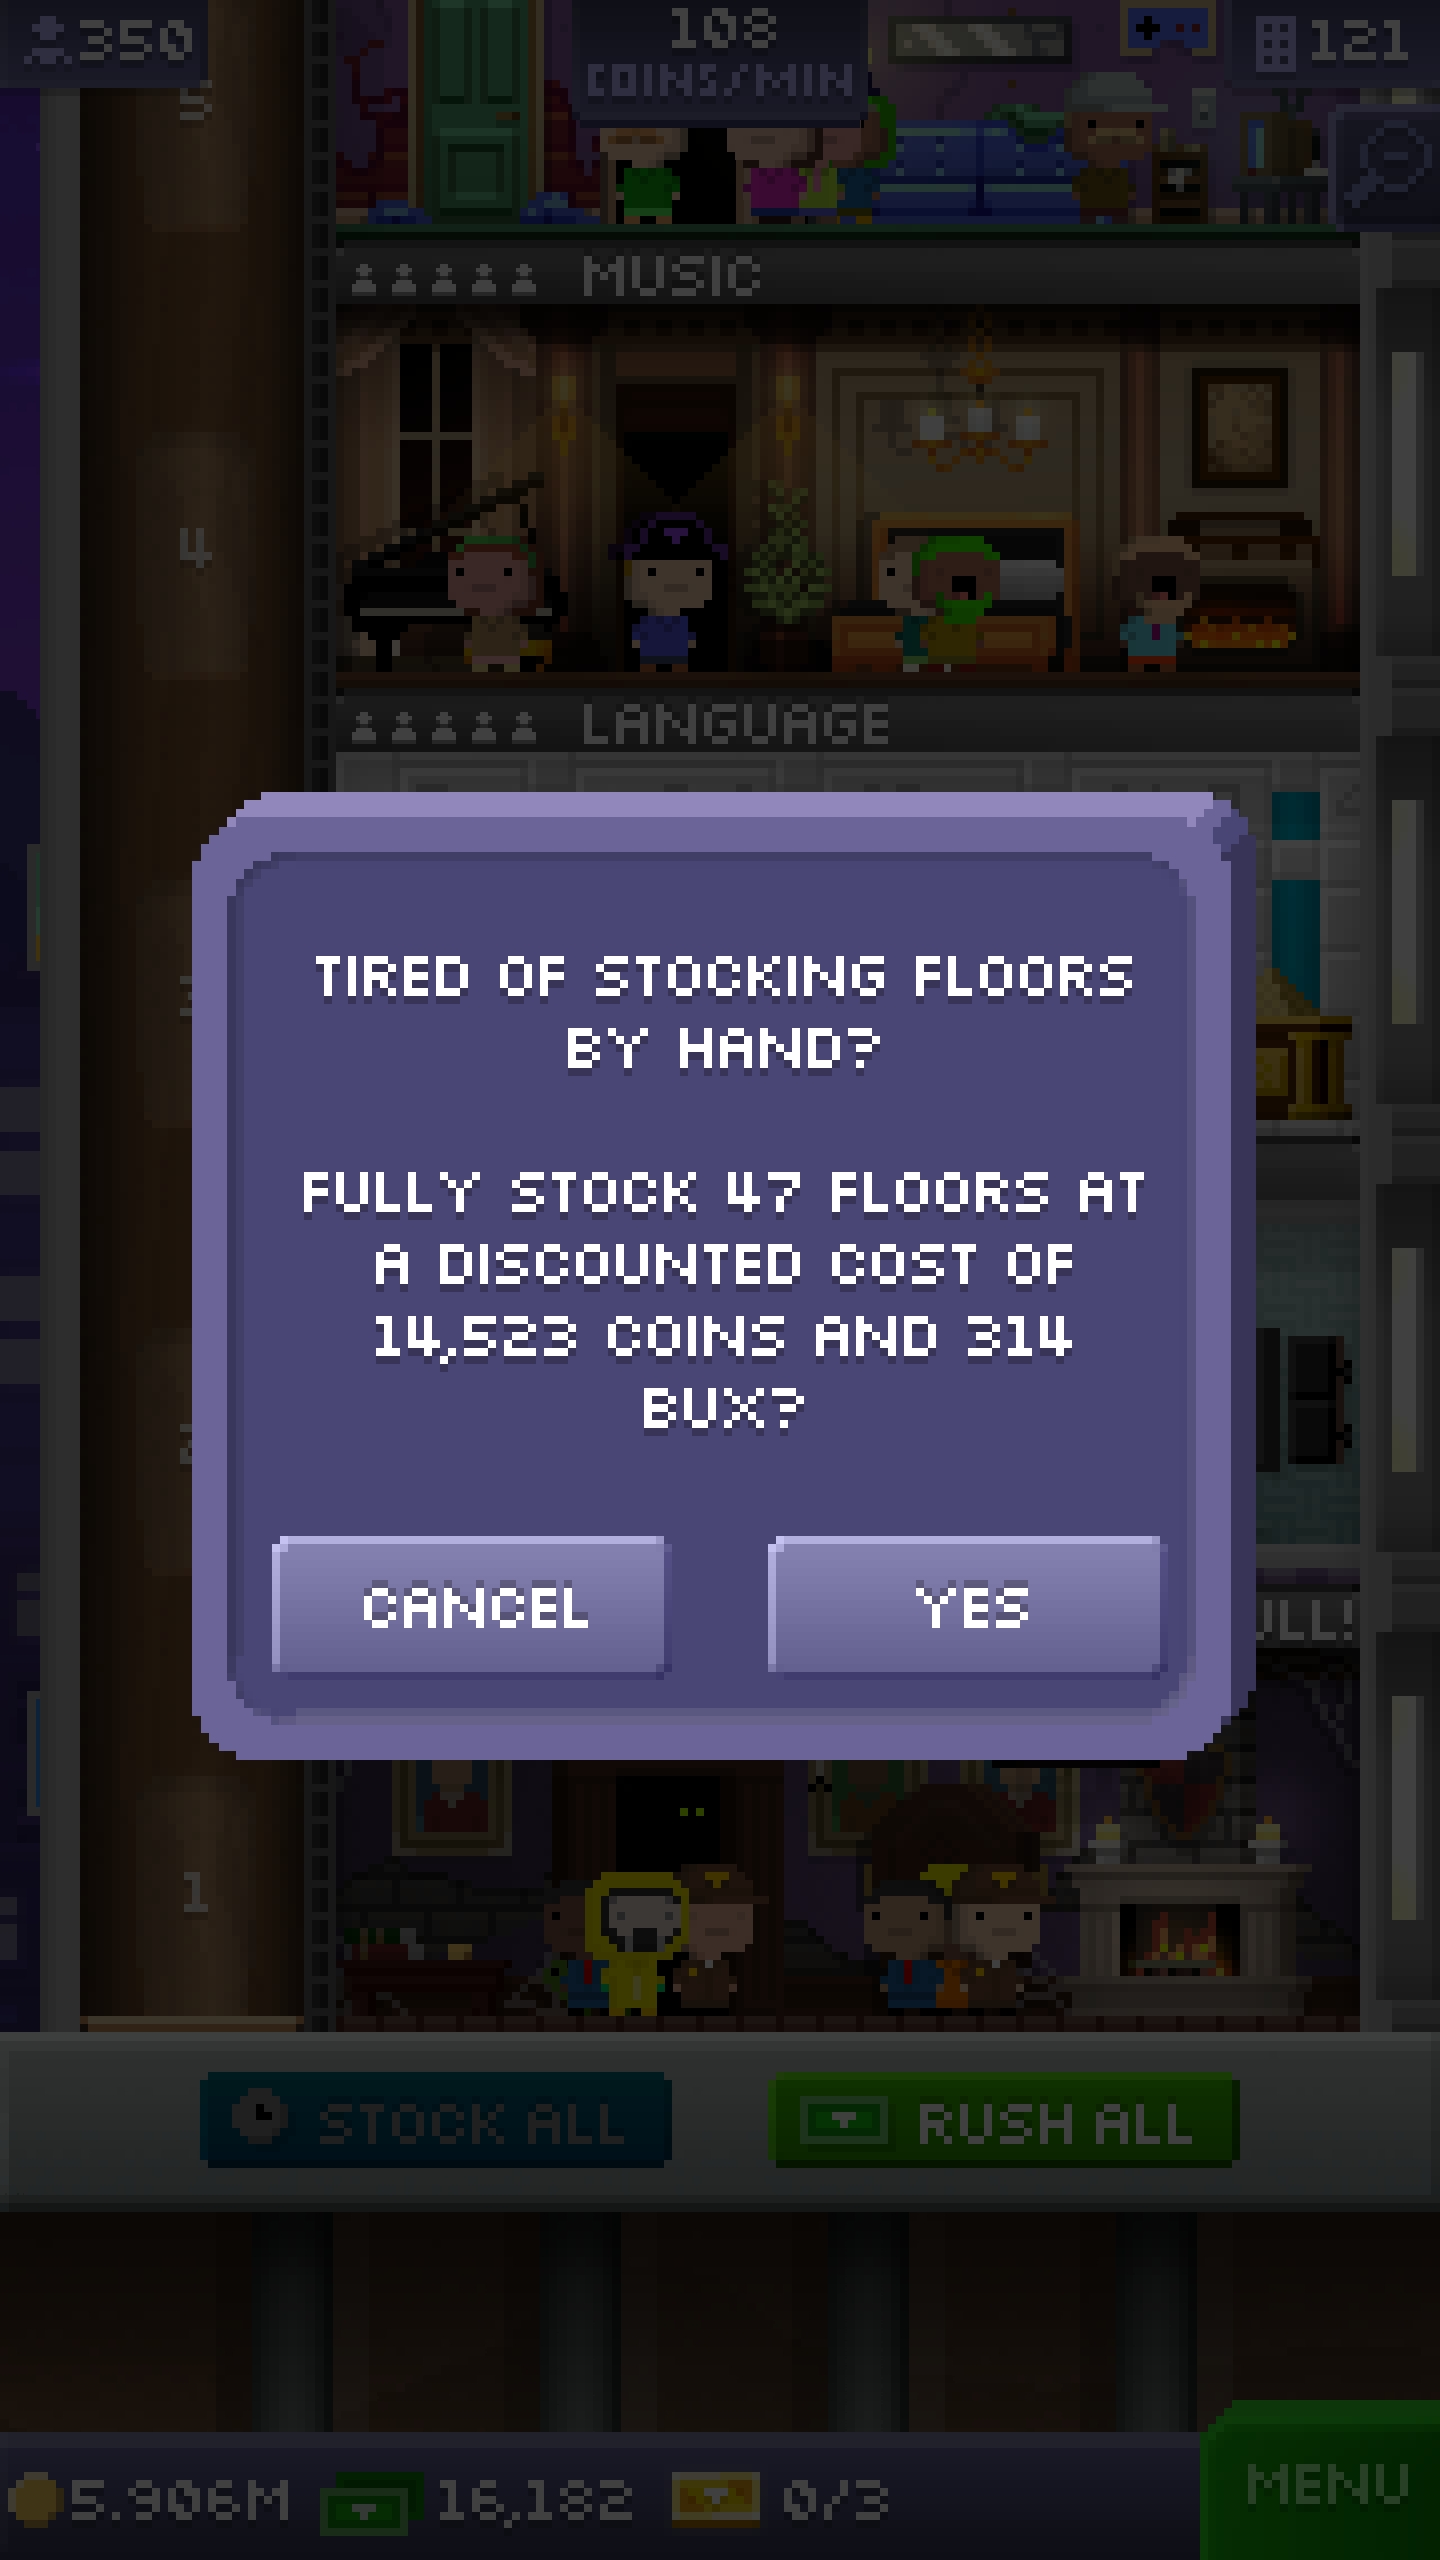 350
108
COINS/MIN
121
5
MUSIC
4
LANGUAGE
TIRED OF STOCKING FLOORS
BY HAND?
FULLY STOCK 47 FLOORS AT
A DISCOUNTED COST OF
14,523 COINS AND 314
BUX?
CANCEL
YES
1
STOCK ALL
RUSH ALL
5.906M
16,182
0/3
MENU